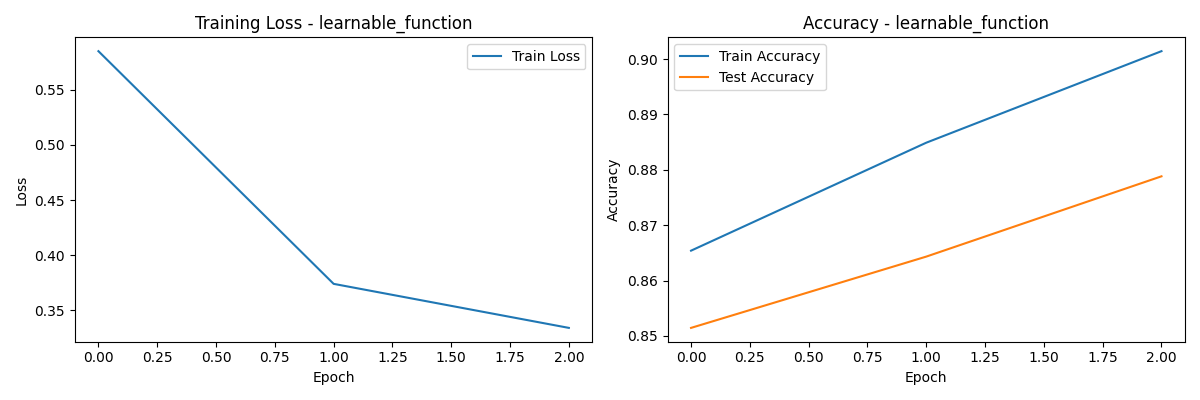 Training Loss - learnable_function
Train Loss
0.55
0.50
0.45
0.40
0.35
Loss
0.00 0.25 0.50 0.75 1.00 1.25 1.50 1.75 2.00
Epoch
Accuracy - learnable_function
Train Accuracy
Test Accuracy
0.90
0.89
0.88
0.87
0.86
0.85
Accuracy
0.00 0.25 0.50 0.75 1.00 1.25 1.50 1.75 2.00
Epoch